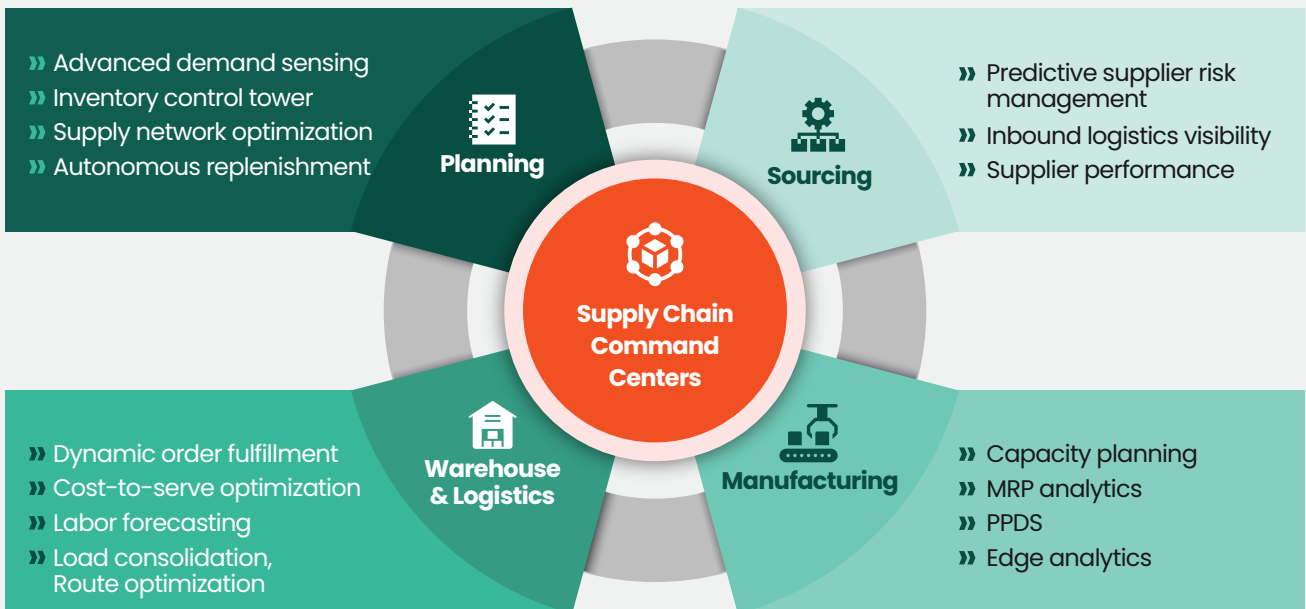 Advanced demand sensing
Inventory control tower
Supply network optimization
Autonomous replenishment
Planning
Sourcing
Predictive supplier risk
management
Inbound logistics visibility
Supplier performance
Supply Chain
Command
Centers
Dynamic order fulfillment
Cost-to-serve optimization
Labor forecasting
Load consolidation,
Route optimization
Warehouse
& Logistics
Manufacturing
Capacity planning
MRP analytics
PPDS
Edge analytics